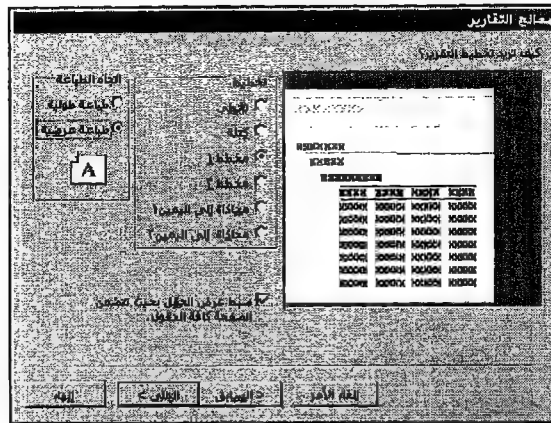 معالج التقارير
كيف تريد تخطيط التقرير؟
اتجاه الطباعة
طباعة طولية
طباعة عرضية
A
تخطيط
كتلة
مخطط 1
مخطط 2
محاذاة إلى اليمين 1
محاذاة إلى اليمين 2
ضبط عرض الحقل بحيث تتضمن
الصفحة كافة الحقول.
إلغاء الأمر
< السابق
التالي >
إنهاء